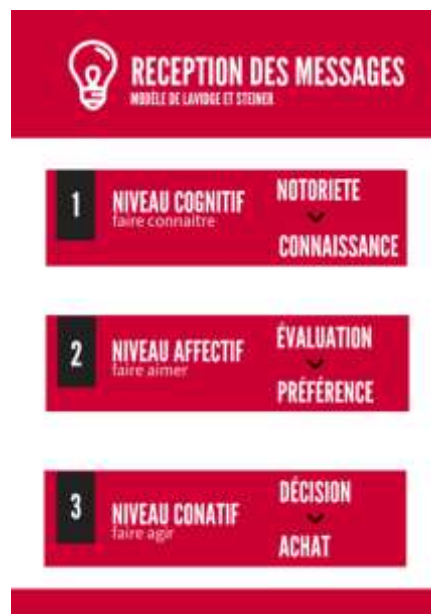 RECEPTION DES MESSAGES
MODÈLE DE LAVIDGE ET STEINER
1
NIVEAU COGNITIF
faire connaitre
NOTORIETE
CONNAISSANCE
2
NIVEAU AFFECTIF
faire aimer
ÉVALUATION
PRÉFÉRENCE
3
NIVEAU CONATIF
faire agir
DÉCISION
ACHAT